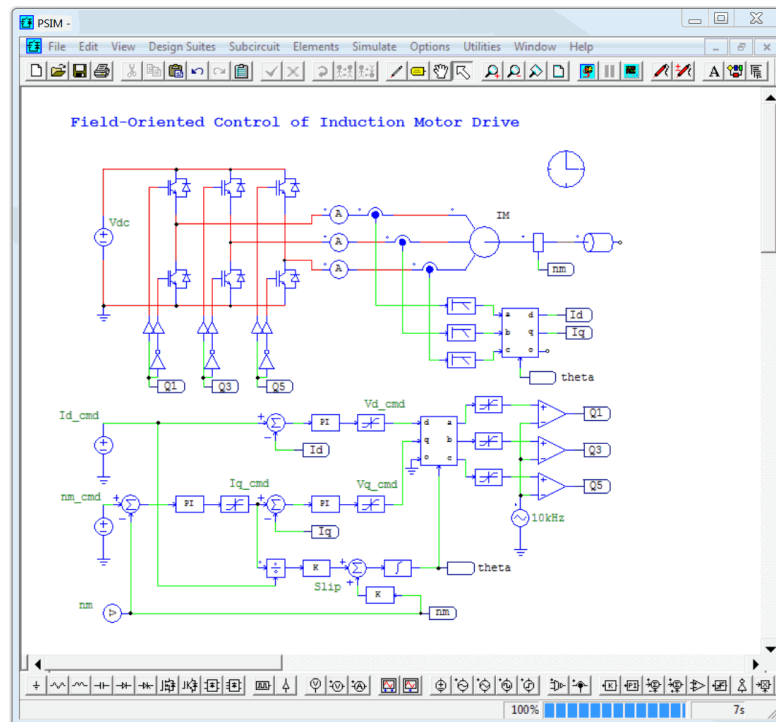 PSIM -
File Edit View Design Suites Subcircuit Elements Simulate Options Utilities Window Help
Field-Oriented Control of Induction Motor Drive
Vdc
A
A
A
IM
nm
a d
b q
c o
Id
Iq
theta
Q1 Q3 Q5
Id_cmd
PI
Vd_cmd
Id
d a
q b
o c
Q1
Q3
Q5
nm_cmd
PI
Iq_cmd
PI
Vq_cmd
Iq
10kHz
K
Slip
K
theta
nm
nm
100% 7s